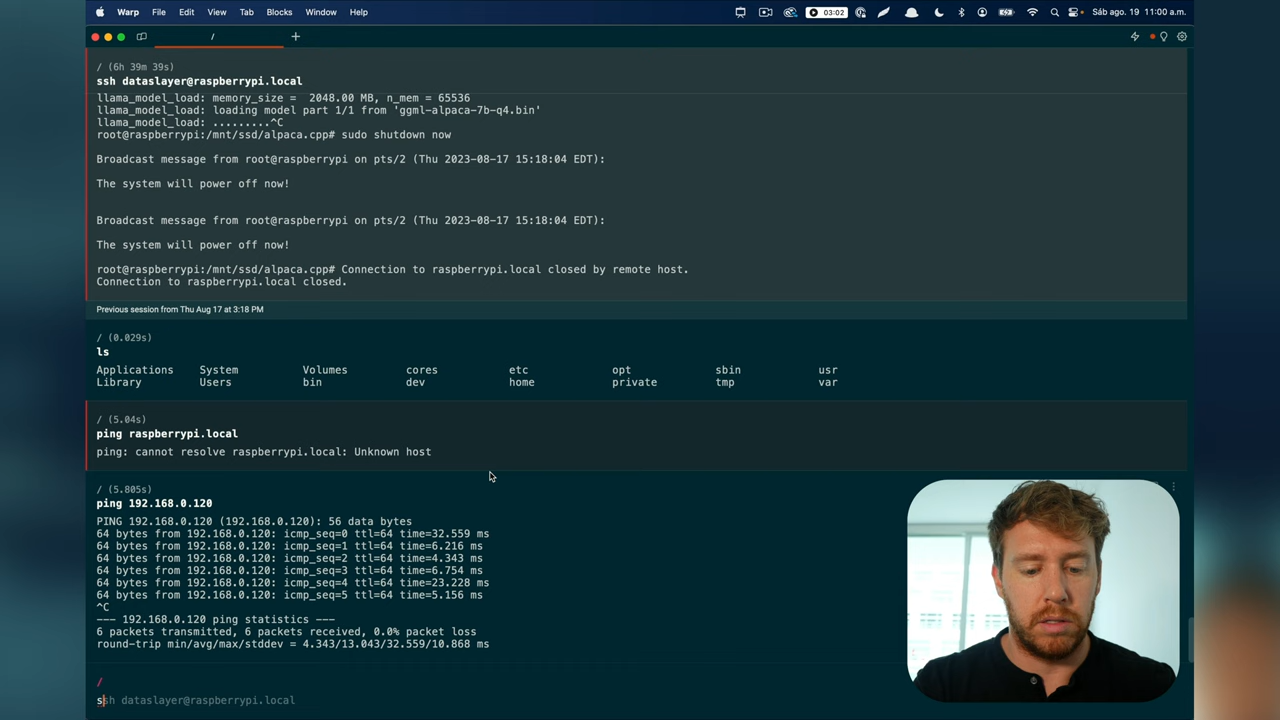 Warp File Edit View Tab Blocks Window Help 03:02 Sáb ago. 19 11:00 a.m.
/
/ (6h 39m 39s)
ssh dataslayer@raspberrypi.local
llama_model_load: memory_size =  2048.00 MB, n_mem = 65536
llama_model_load: loading model part 1/1 from 'ggml-alpaca-7b-q4.bin'
llama_model_load: .........^C
root@raspberrypi:/mnt/ssd/alpaca.cpp# sudo shutdown now
Broadcast message from root@raspberrypi on pts/2 (Thu 2023-08-17 15:18:04 EDT):
The system will power off now!
Broadcast message from root@raspberrypi on pts/2 (Thu 2023-08-17 15:18:04 EDT):
The system will power off now!
root@raspberrypi:/mnt/ssd/alpaca.cpp# Connection to raspberrypi.local closed by remote host.
Connection to raspberrypi.local closed.
Previous session from Thu Aug 17 at 3:18 PM
/ (0.029s)
ls
Applications System Volumes cores etc opt sbin usr
Library Users bin dev home private tmp var
/ (5.04s)
ping raspberrypi.local
ping: cannot resolve raspberrypi.local: Unknown host
/ (5.805s)
ping 192.168.0.120
PING 192.168.0.120 (192.168.0.120): 56 data bytes
64 bytes from 192.168.0.120: icmp_seq=0 ttl=64 time=32.559 ms
64 bytes from 192.168.0.120: icmp_seq=1 ttl=64 time=6.216 ms
64 bytes from 192.168.0.120: icmp_seq=2 ttl=64 time=4.343 ms
64 bytes from 192.168.0.120: icmp_seq=3 ttl=64 time=6.754 ms
64 bytes from 192.168.0.120: icmp_seq=4 ttl=64 time=23.228 ms
64 bytes from 192.168.0.120: icmp_seq=5 ttl=64 time=5.156 ms
^C
--- 192.168.0.120 ping statistics ---
6 packets transmitted, 6 packets received, 0.0% packet loss
round-trip min/avg/max/stddev = 4.343/13.043/32.559/10.868 ms
/
ssh dataslayer@raspberrypi.local